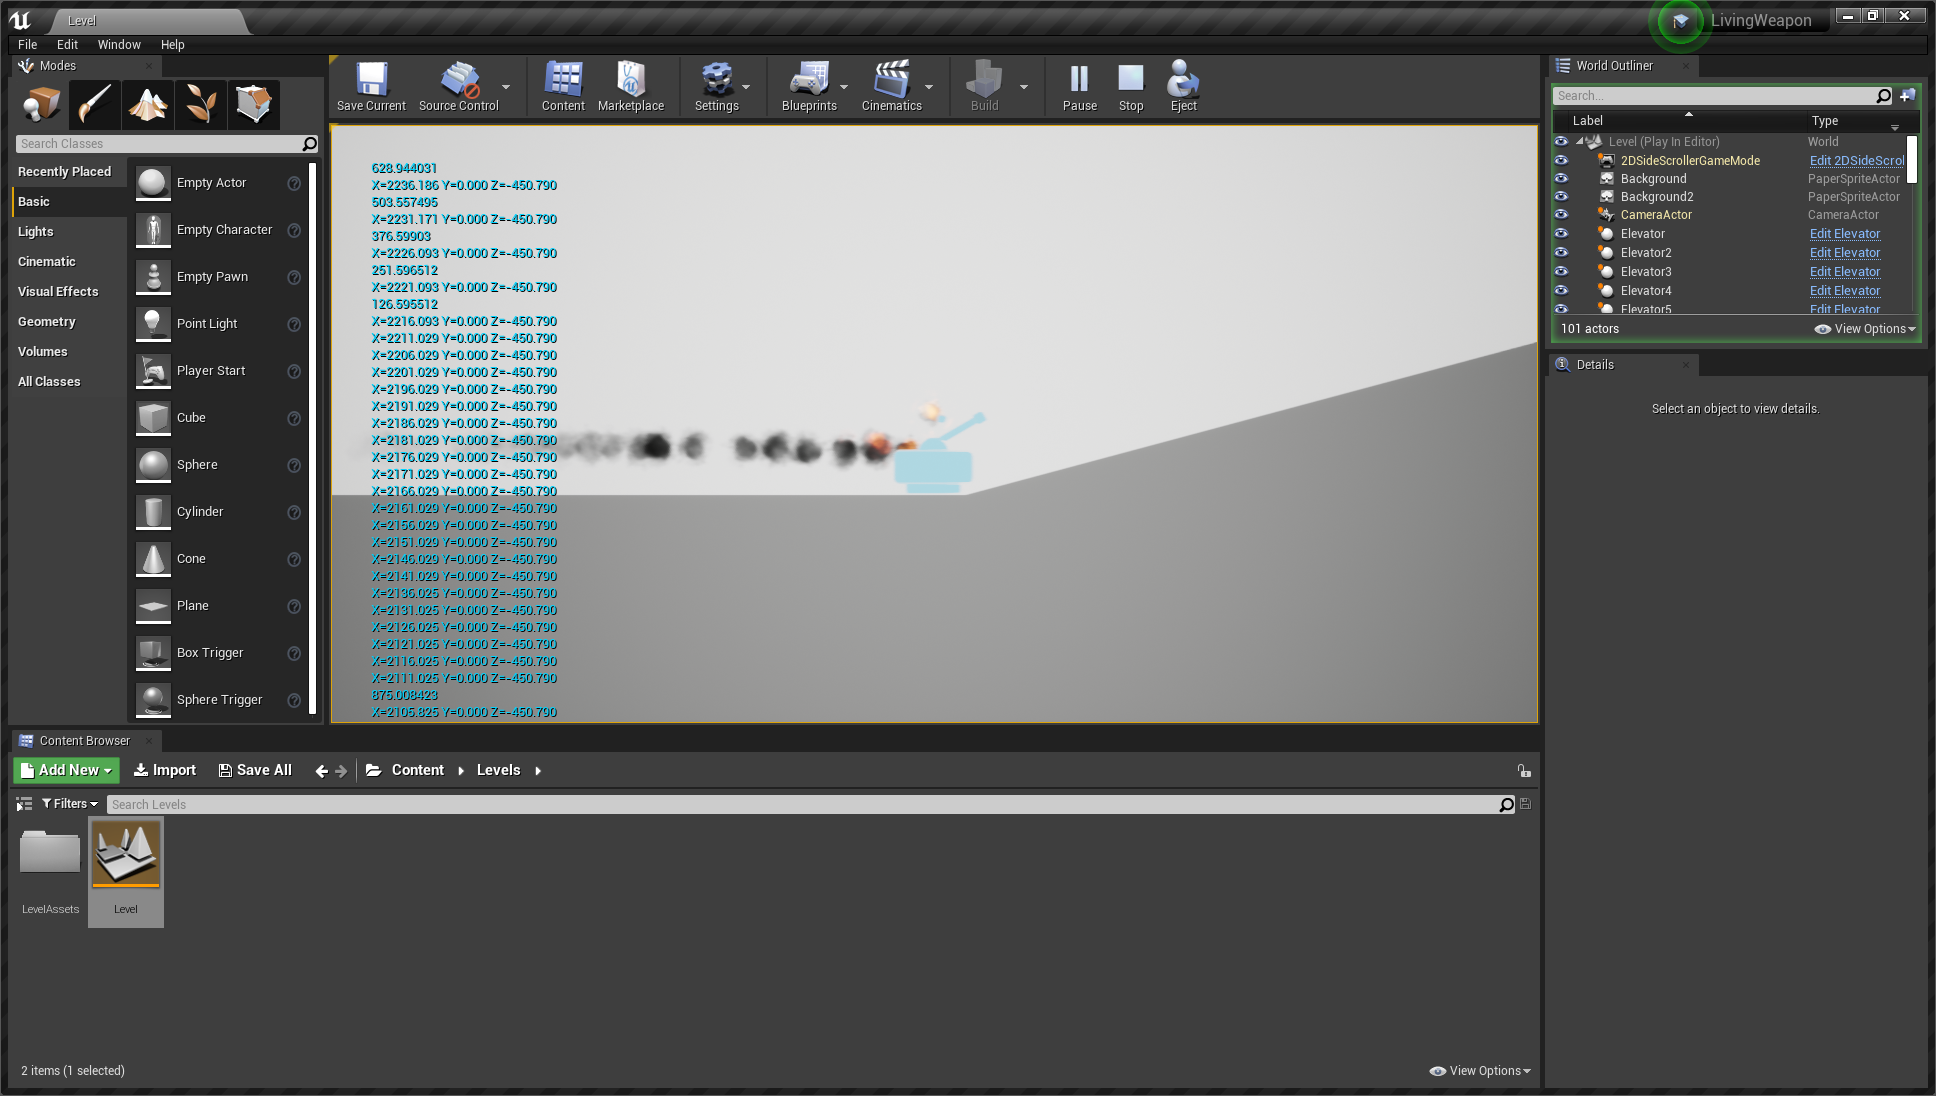 Level
LivingWeapon
File Edit Window Help
Modes
Save Current
Source Control
Content
Marketplace
Settings
Blueprints
Cinematics
Build
Pause
Stop
Eject
Search Classes
Recently Placed
Basic
Lights
Cinematic
Visual Effects
Geometry
Volumes
All Classes
Empty Actor
Empty Character
Empty Pawn
Point Light
Player Start
Cube
Sphere
Cylinder
Cone
Plane
Box Trigger
Sphere Trigger
628.944031
X=2236.186 Y=0.000 Z=-450.790
503.557495
X=2231.171 Y=0.000 Z=-450.790
376.59903
X=2226.093 Y=0.000 Z=-450.790
251.596512
X=2221.093 Y=0.000 Z=-450.790
126.595512
X=2216.093 Y=0.000 Z=-450.790
X=2211.029 Y=0.000 Z=-450.790
X=2206.029 Y=0.000 Z=-450.790
X=2201.029 Y=0.000 Z=-450.790
X=2196.029 Y=0.000 Z=-450.790
X=2191.029 Y=0.000 Z=-450.790
X=2186.029 Y=0.000 Z=-450.790
X=2181.029 Y=0.000 Z=-450.790
X=2176.029 Y=0.000 Z=-450.790
X=2171.029 Y=0.000 Z=-450.790
X=2166.029 Y=0.000 Z=-450.790
X=2161.029 Y=0.000 Z=-450.790
X=2156.029 Y=0.000 Z=-450.790
X=2151.029 Y=0.000 Z=-450.790
X=2146.029 Y=0.000 Z=-450.790
X=2141.029 Y=0.000 Z=-450.790
X=2136.025 Y=0.000 Z=-450.790
X=2131.025 Y=0.000 Z=-450.790
X=2126.025 Y=0.000 Z=-450.790
X=2121.025 Y=0.000 Z=-450.790
X=2116.025 Y=0.000 Z=-450.790
X=2111.025 Y=0.000 Z=-450.790
875.008423
X=2105.825 Y=0.000 Z=-450.790
World Outliner
Search...
Label Type
Level (Play In Editor) World
2DSideScrollerGameMode Edit 2DSideScrol
Background PaperSpriteActor
Background2 PaperSpriteActor
CameraActor CameraActor
Elevator Edit Elevator
Elevator2 Edit Elevator
Elevator3 Edit Elevator
Elevator4 Edit Elevator
Elevator5 Edit Elevator
101 actors View Options
Details
Select an object to view details.
Content Browser
Add New Import Save All Content Levels
Filters Search Levels
LevelAssets
Level
2 items (1 selected) View Options